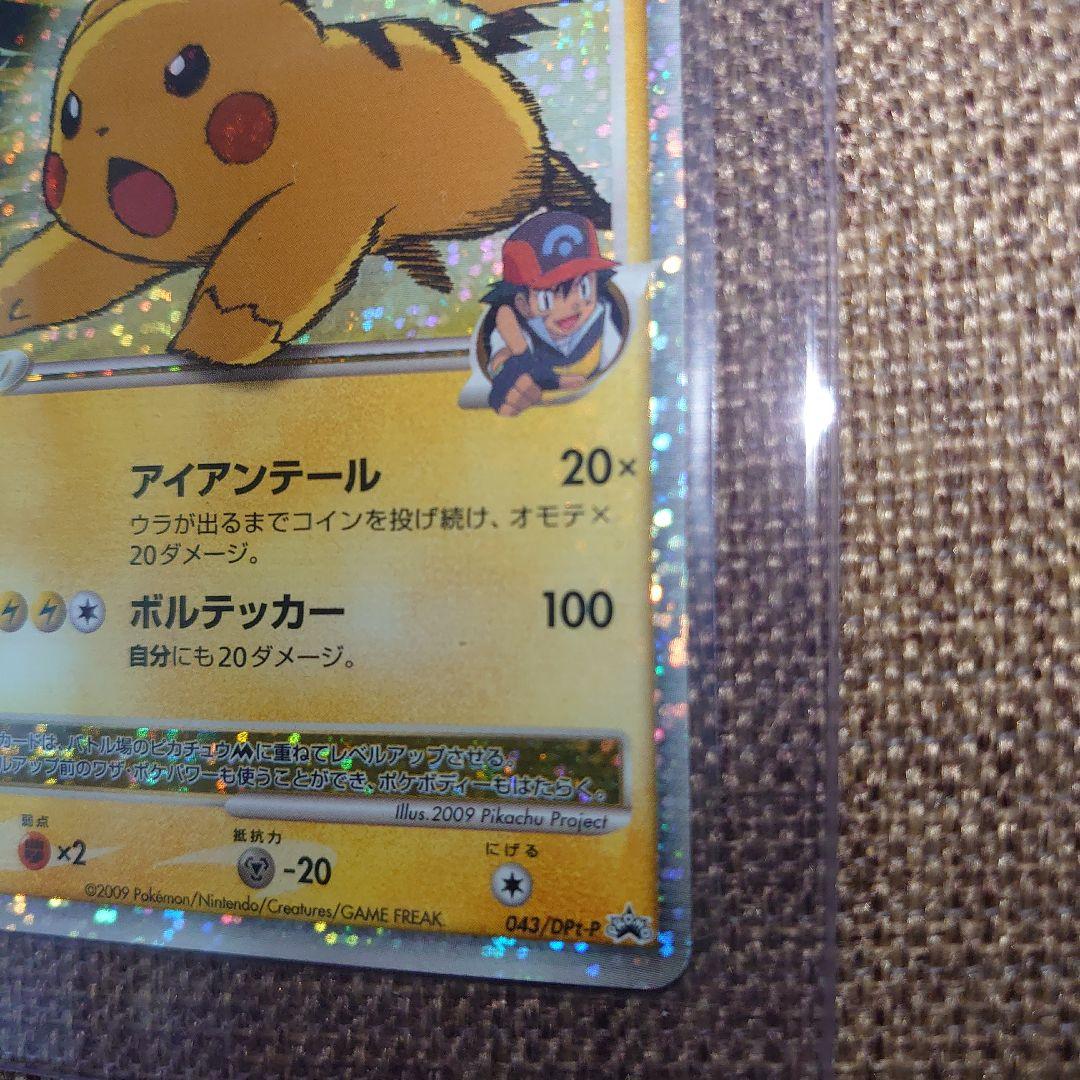 アイアンテール 20×
ウラが出るまでコインを投げ続け、オモテ×
20ダメージ。
ボルテッカー 100
自分にも20ダメージ。
カードは、バトル場のピカチュウMに重ねてレベルアップさせる。
ルアップ前のワザ・ポケパワーも使うことができ、ポケボディーもはたらく。
Illus.2009 Pikachu Project
弱点 ×2
抵抗力 -20
にげる
©2009 Pokémon/Nintendo/Creatures/GAME FREAK.
043/DPt-P